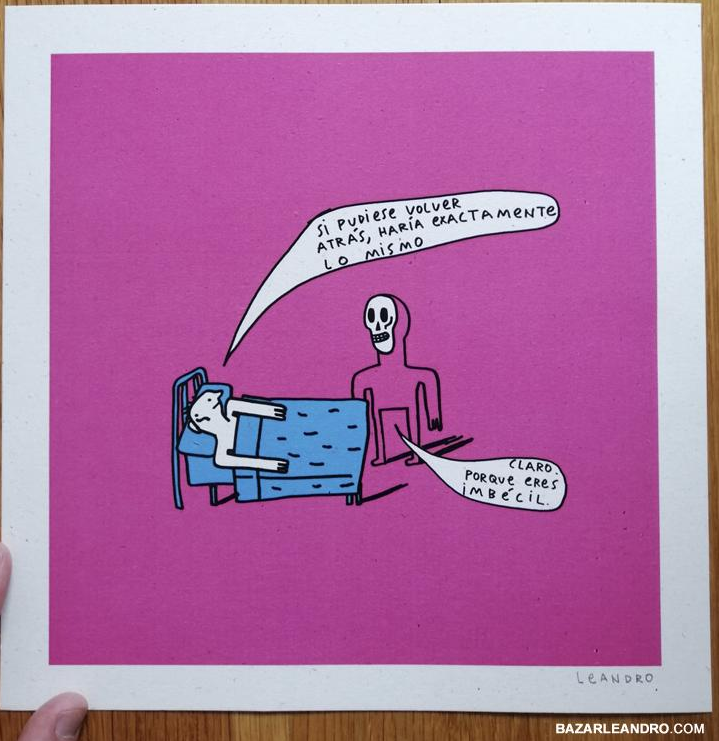 Si PUDIESE VOLVER
ATRÁS, HARÍA EXACTAMENTE
LO MISMO
CLARO.
PORQUE ERES
iMBÉCiL.
LeANDRO
BAZARLEANDRO.COM